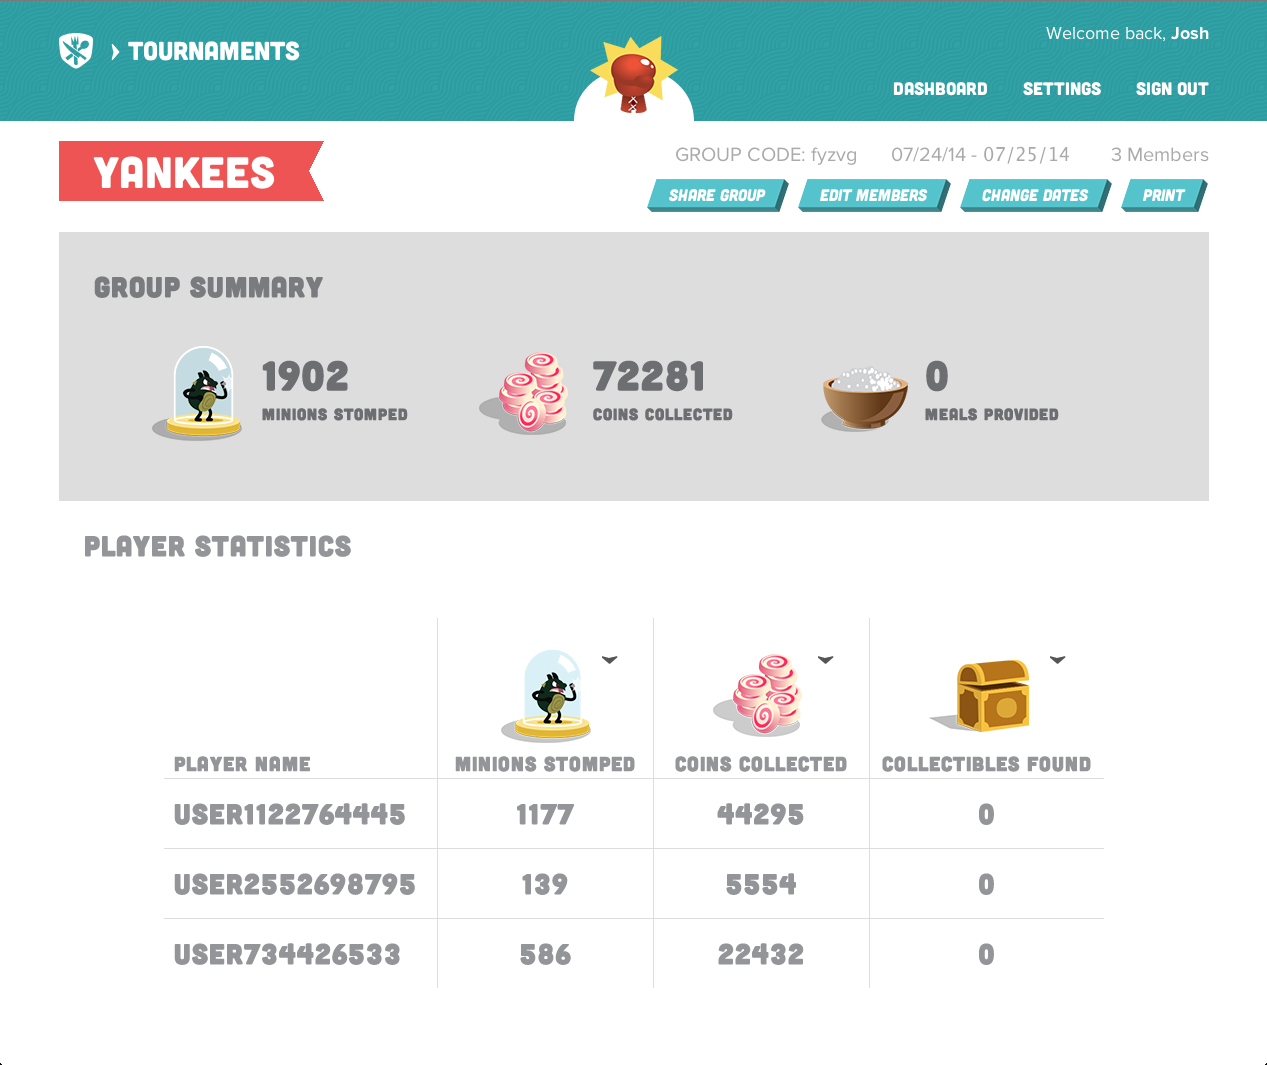 Welcome back, Josh
TOURNAMENTS
DASHBOARD SETTINGS SIGN OUT
YANKEES
GROUP CODE: fyzvg 07/24/14 - 07/25/14 3 Members
SHARE GROUP EDIT MEMBERS CHANGE DATES PRINT
GROUP SUMMARY
1902 72281 0
MINIONS STOMPED COINS COLLECTED MEALS PROVIDED
PLAYER STATISTICS
PLAYER NAME MINIONS STOMPED COINS COLLECTED COLLECTIBLES FOUND
USER1122764445 1177 44295 0
USER2552698795 139 5554 0
USER734426533 586 22432 0